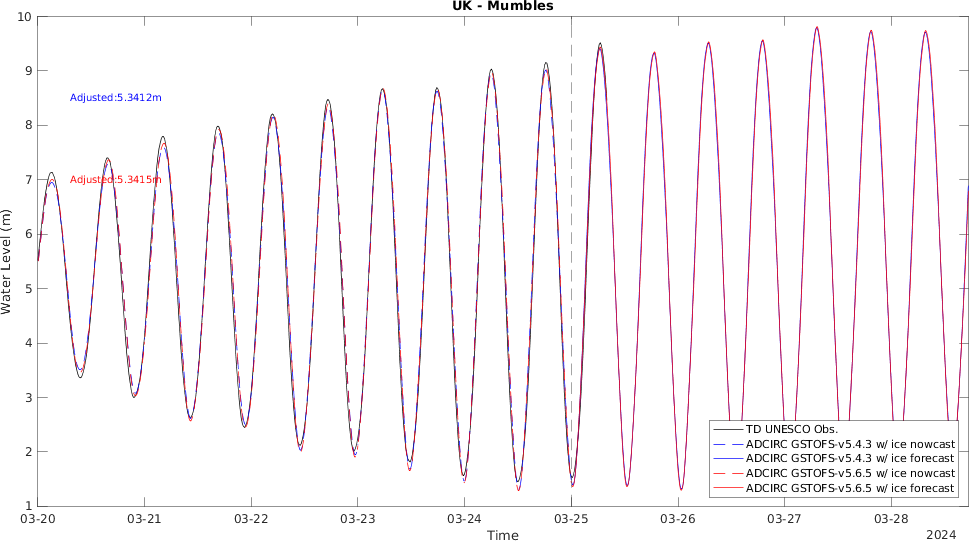 UK - Mumbles
10
9
8
7
6
5
4
3
2
1
Water Level (m)
Adjusted:5.3412m
Adjusted:5.3415m
TD UNESCO Obs.
ADCIRC GSTOFS-v5.4.3 w/ ice nowcast
ADCIRC GSTOFS-v5.4.3 w/ ice forecast
ADCIRC GSTOFS-v5.6.5 w/ ice nowcast
ADCIRC GSTOFS-v5.6.5 w/ ice forecast
03-20 03-21 03-22 03-23 03-24 03-25 03-26 03-27 03-28
Time
2024